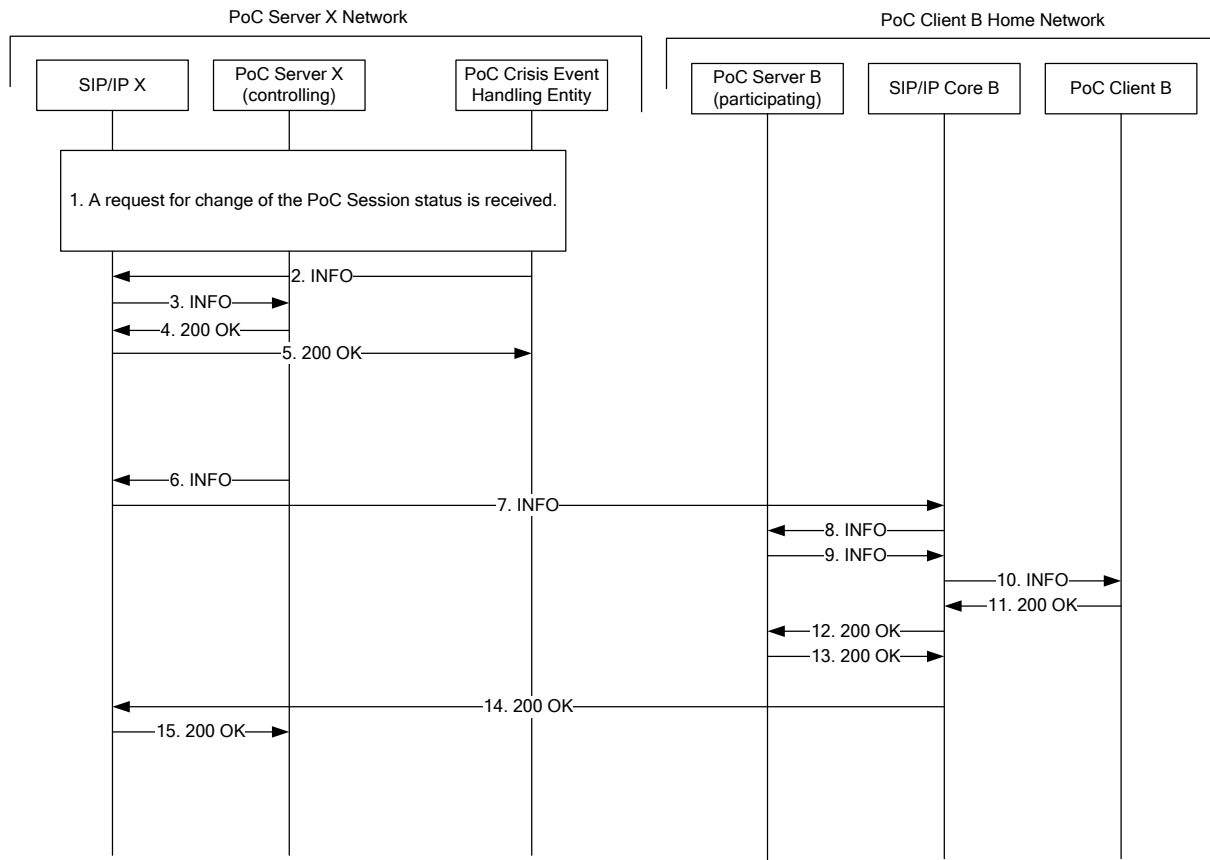 PoC Server X Network
PoC Client B Home Network
SIP/IP X
PoC Server X
(controlling)
PoC Crisis Event
Handling Entity
PoC Server B
(participating)
SIP/IP Core B
PoC Client B
1. A request for change of the PoC Session status is received.
2. INFO
3. INFO
4. 200 OK
5. 200 OK
6. INFO
7. INFO
8. INFO
9. INFO
10. INFO
11. 200 OK
12. 200 OK
13. 200 OK
14. 200 OK
15. 200 OK